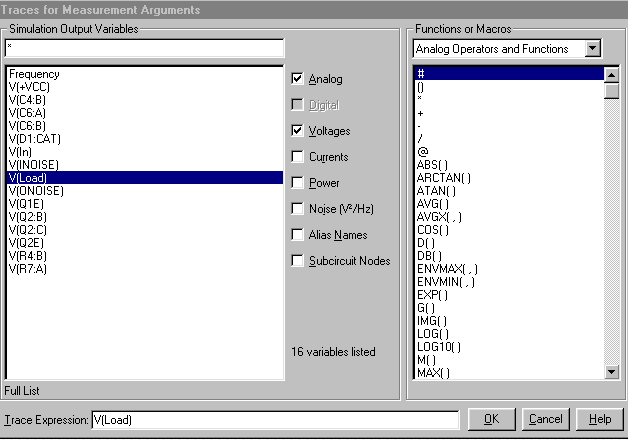 Traces for Measurement Arguments
Simulation Output Variables
*
Frequency
V(+VCC)
V(C4:B)
V(C6:A)
V(C6:B)
V(D1:CAT)
V(In)
V(INOISE)
V(Load)
V(ONOISE)
V(Q1E)
V(Q2:B)
V(Q2:C)
V(Q2E)
V(R4:B)
V(R7:A)
Full List
Analog
Digital
Voltages
Currents
Power
Noise (V²/Hz)
Alias Names
Subcircuit Nodes
16 variables listed
Functions or Macros
Analog Operators and Functions
#
()
*
+
-
/
@
ABS( )
ARCTAN( )
ATAN( )
AVG( )
AVGX( , )
COS( )
D( )
DB( )
ENVMAX( , )
ENVMIN( , )
EXP( )
G( )
IMG( )
LOG( )
LOG10( )
M( )
MAX( )
Trace Expression: V(Load)
OK Cancel Help